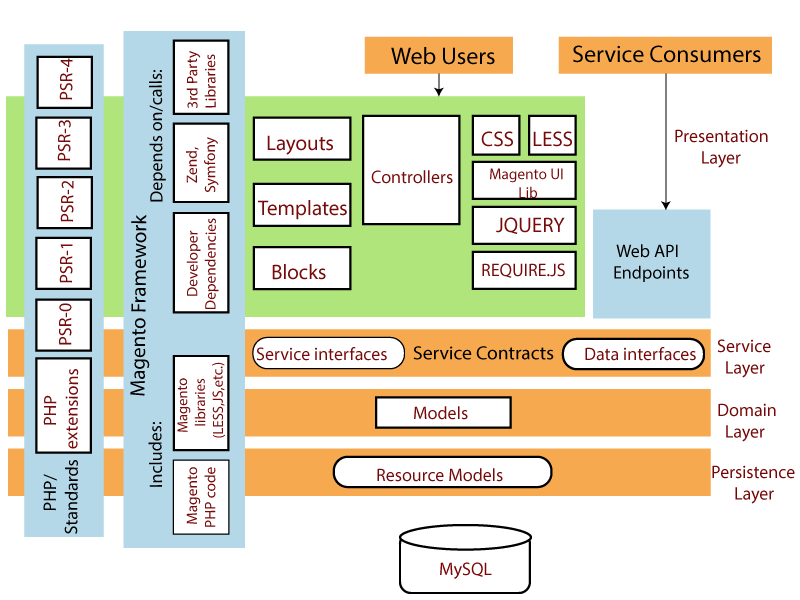 Web Users
Service Consumers
PSR-4
PSR-3
PSR-2
PSR-1
PSR-0
PHP
extensions
PHP/
Standards
Magento Framework
Depends on/calls:
3rd Party
Libraries
Zend,
Symfony
Developer
Dependencies
Includes:
Magento
libraries
(LESS,JS,etc.)
Magento
PHP code
Layouts
Templates
Blocks
Controllers
CSS
LESS
Magento UI
Lib
JQUERY
REQUIRE.JS
Presentation
Layer
Web API
Endpoints
Service interfaces
Service Contracts
Data interfaces
Service
Layer
Models
Domain
Layer
Resource Models
Persistence
Layer
MySQL